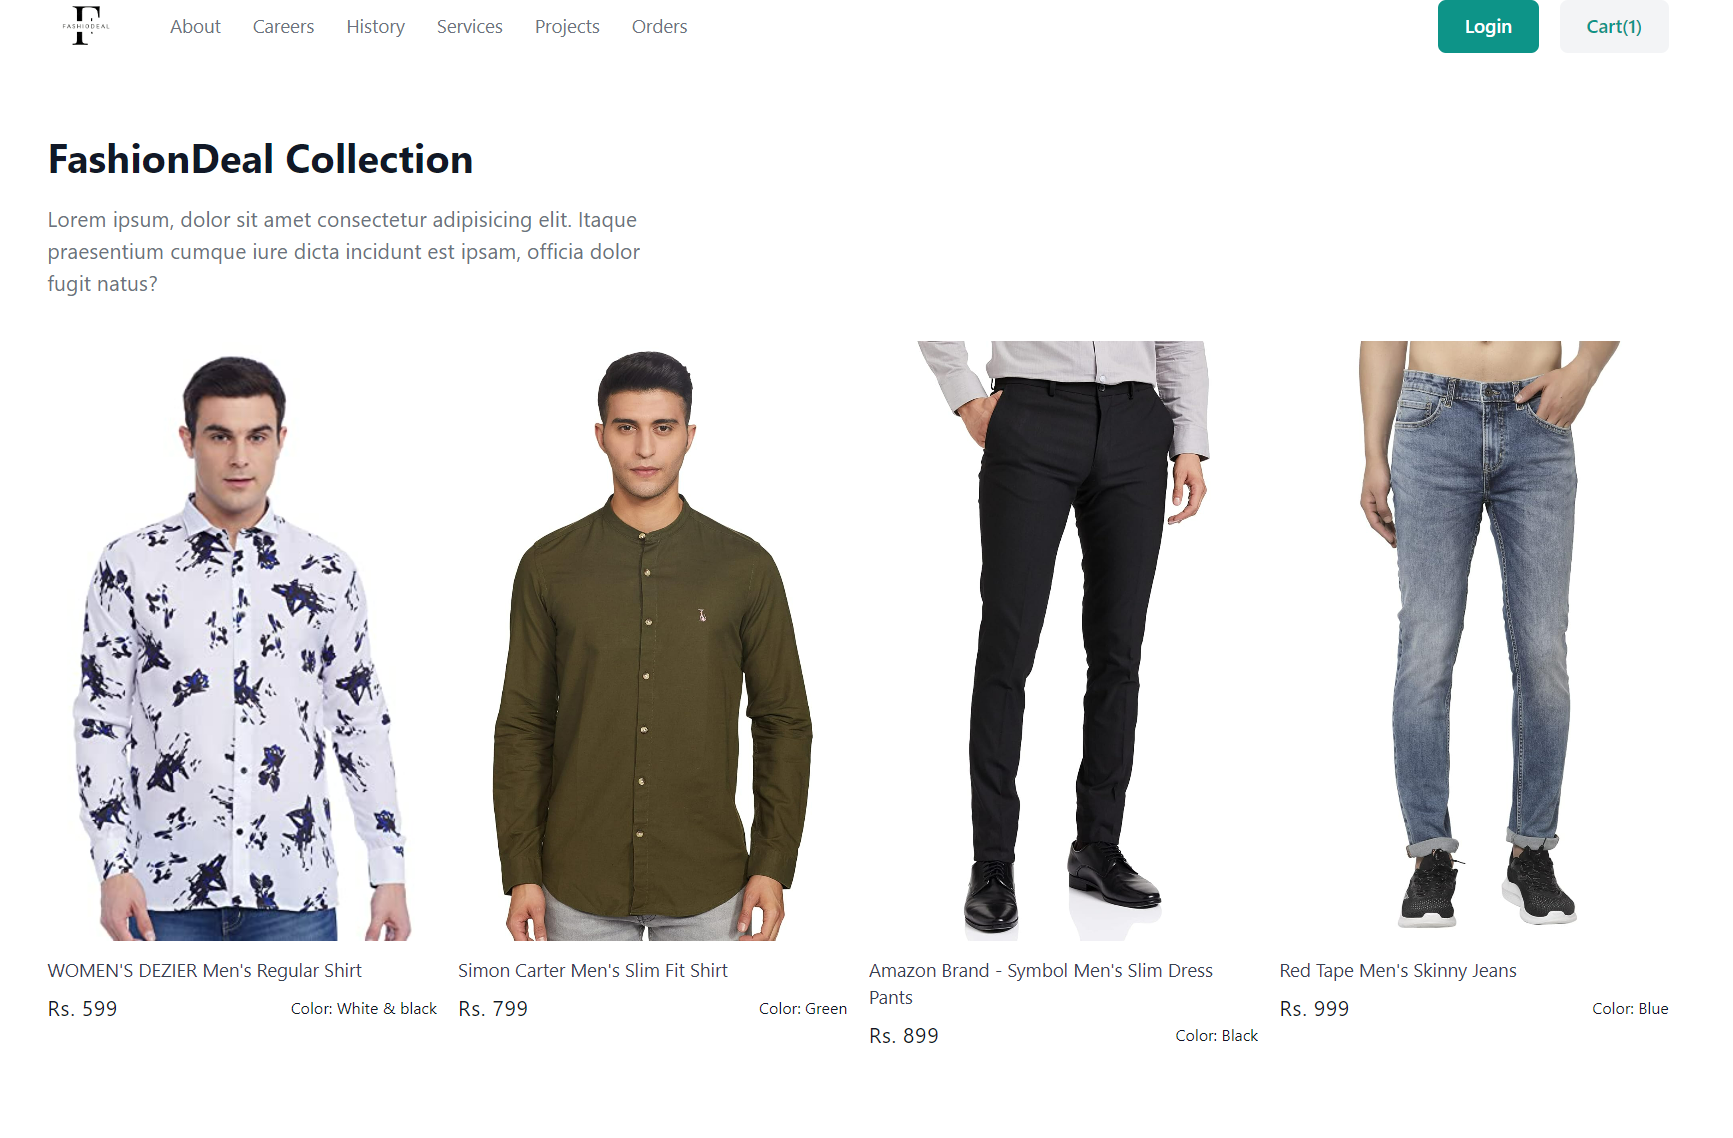 FASHIODEAL
About Careers History Services Projects Orders
Login Cart(1)
FashionDeal Collection
Lorem ipsum, dolor sit amet consectetur adipisicing elit. Itaque
praesentium cumque iure dicta incidunt est ipsam, officia dolor
fugit natus?
WOMEN'S DEZIER Men's Regular Shirt
Rs. 599 Color: White & black
Simon Carter Men's Slim Fit Shirt
Rs. 799 Color: Green
Amazon Brand - Symbol Men's Slim Dress
Pants
Rs. 899 Color: Black
Red Tape Men's Skinny Jeans
Rs. 999 Color: Blue